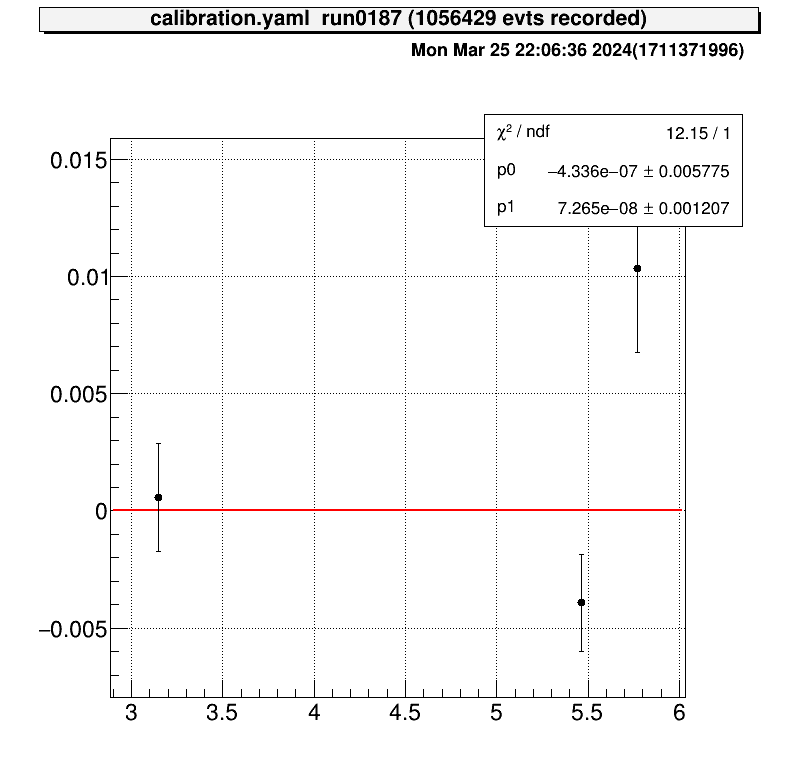 calibration.yaml run0187 (1056429 evts recorded)
Mon Mar 25 22:06:36 2024(1711371996)
χ² / ndf 12.15 / 1
p0 −4.336e−07 ± 0.005775
p1 7.265e−08 ± 0.001207
0.015
0.01
0.005
0
−0.005
3 3.5 4 4.5 5 5.5 6